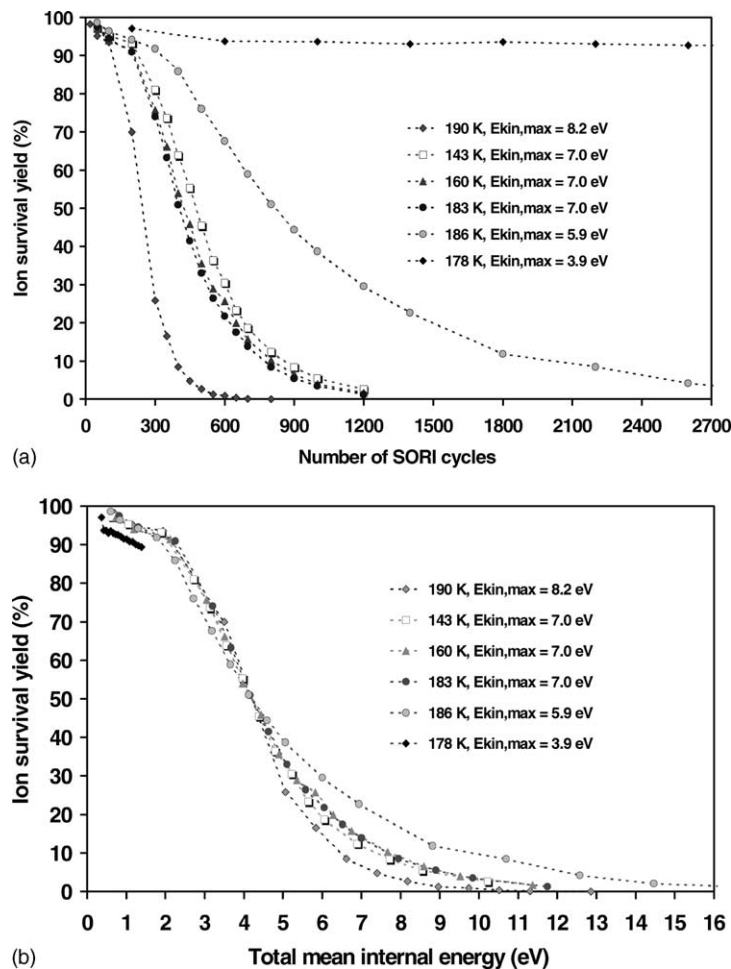 100
90
80
70
60
50
40
30
20
10
0
Ion survival yield (%)
190 K, Ekin,max = 8.2 eV
143 K, Ekin,max = 7.0 eV
160 K, Ekin,max = 7.0 eV
183 K, Ekin,max = 7.0 eV
186 K, Ekin,max = 5.9 eV
178 K, Ekin,max = 3.9 eV
0 300 600 900 1200 1500 1800 2100 2400 2700
(a) Number of SORI cycles
100
90
80
70
60
50
40
30
20
10
0
Ion survival yield (%)
190 K, Ekin,max = 8.2 eV
143 K, Ekin,max = 7.0 eV
160 K, Ekin,max = 7.0 eV
183 K, Ekin,max = 7.0 eV
186 K, Ekin,max = 5.9 eV
178 K, Ekin,max = 3.9 eV
0 1 2 3 4 5 6 7 8 9 10 11 12 13 14 15 16
(b) Total mean internal energy (eV)